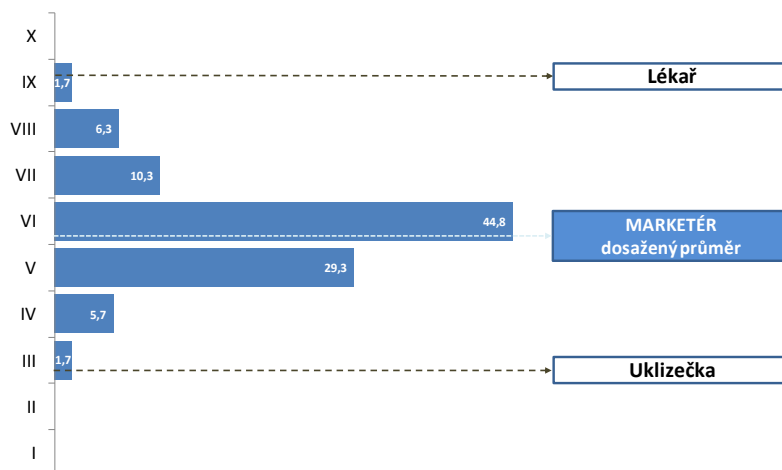 X
IX
1,7
Lékař
VIII
6,3
VII
10,3
VI
44,8
MARKETÉR
dosažený průměr
V
29,3
IV
5,7
III
1,7
Uklizečka
II
I